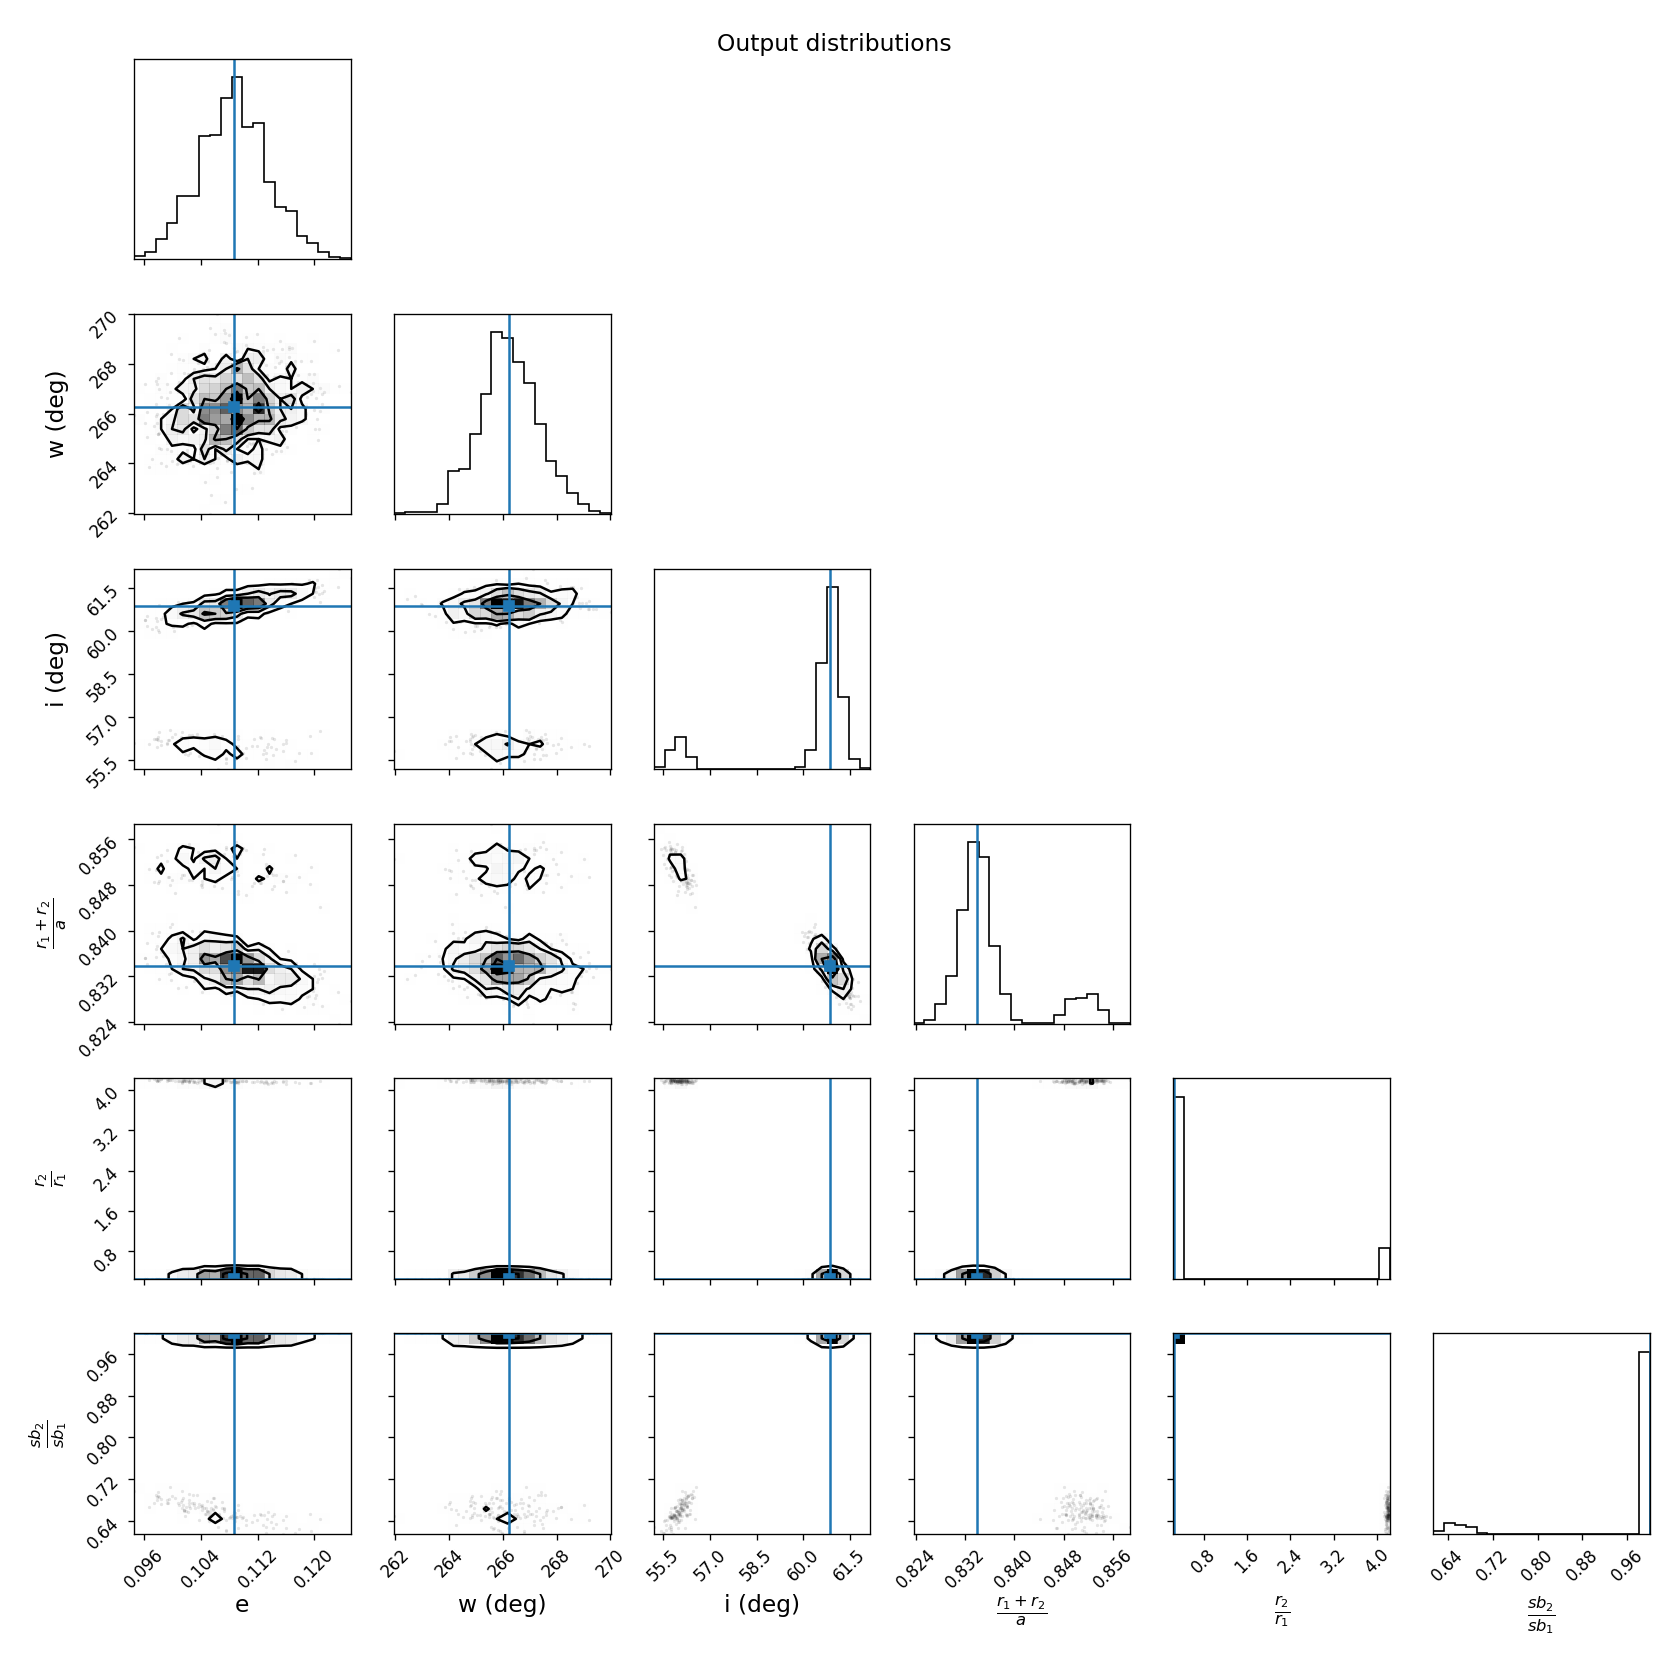 Output distributions
w (deg)
270
268
266
264
262
i (deg)
61.5
60.0
58.5
57.0
55.5
r₁ + r₂
a
0.856
0.848
0.840
0.832
0.824
r₂
r₁
4.0
3.2
2.4
1.6
0.8
sb₂
sb₁
0.96
0.88
0.80
0.72
0.64
0.096 0.104 0.112 0.120
262 264 266 268 270
55.5 57.0 58.5 60.0 61.5
0.824 0.832 0.840 0.848 0.856
0.8 1.6 2.4 3.2 4.0
0.64 0.72 0.80 0.88 0.96
e
w (deg)
i (deg)
r₁ + r₂
a
r₂
r₁
sb₂
sb₁